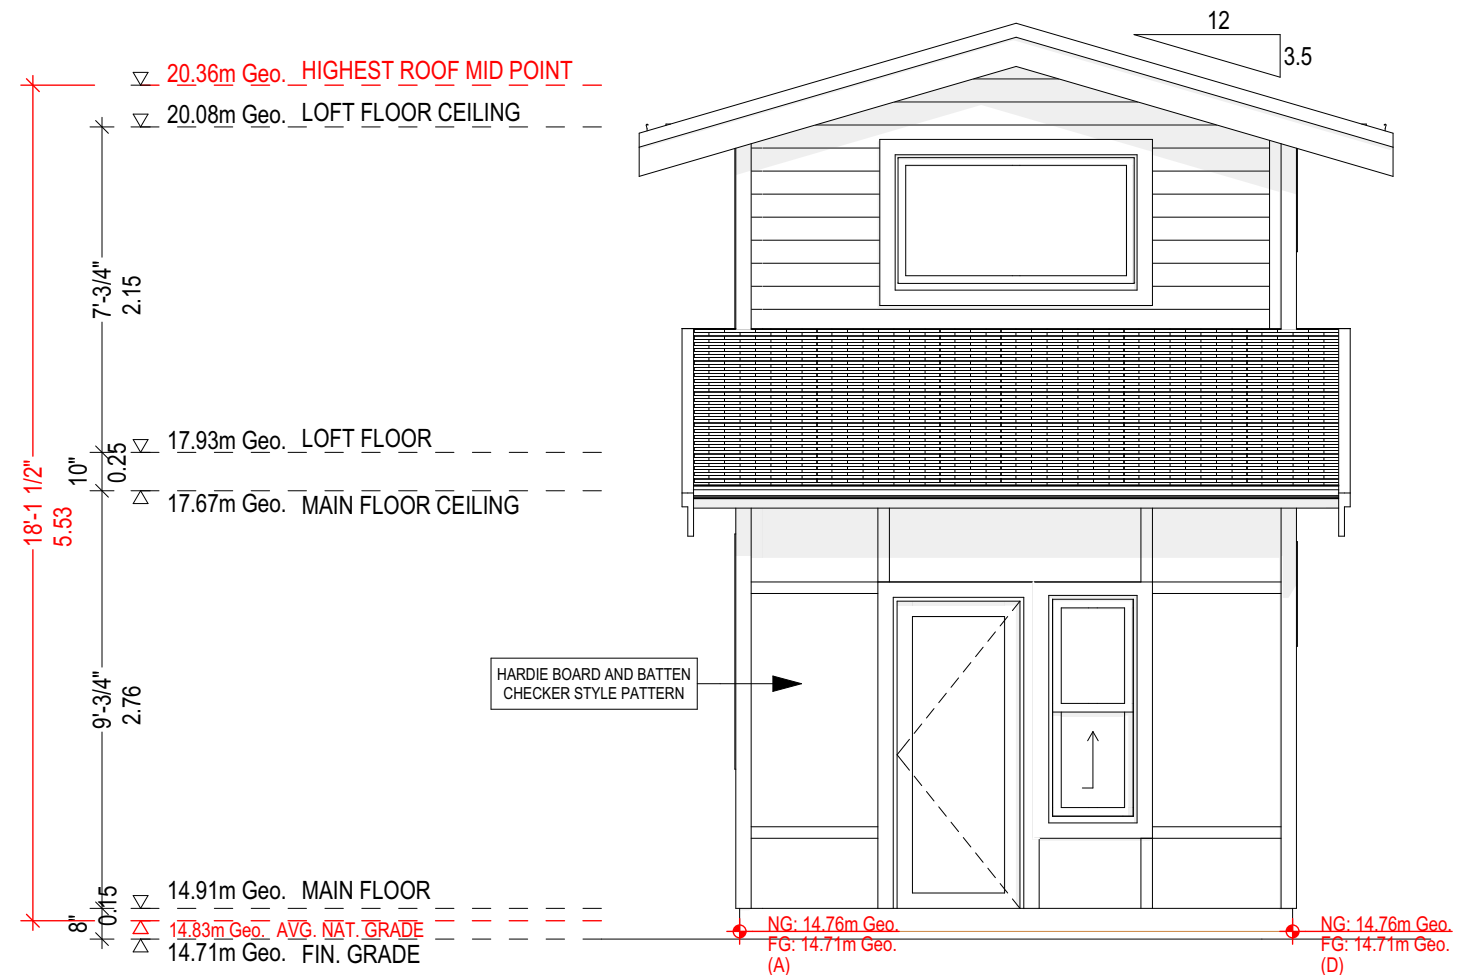 12
3.5
20.36m Geo. HIGHEST ROOF MID POINT
20.08m Geo. LOFT FLOOR CEILING
7'-3/4"
2.15
17.93m Geo. LOFT FLOOR
10"
0.25
17.67m Geo. MAIN FLOOR CEILING
18'-1 1/2"
5.53
9'-3/4"
2.76
HARDIE BOARD AND BATTEN
CHECKER STYLE PATTERN
14.91m Geo. MAIN FLOOR
8"
0.15
14.83m Geo. AVG. NAT. GRADE
14.71m Geo. FIN. GRADE
NG: 14.76m Geo.
FG: 14.71m Geo.
(A)
NG: 14.76m Geo.
FG: 14.71m Geo.
(D)